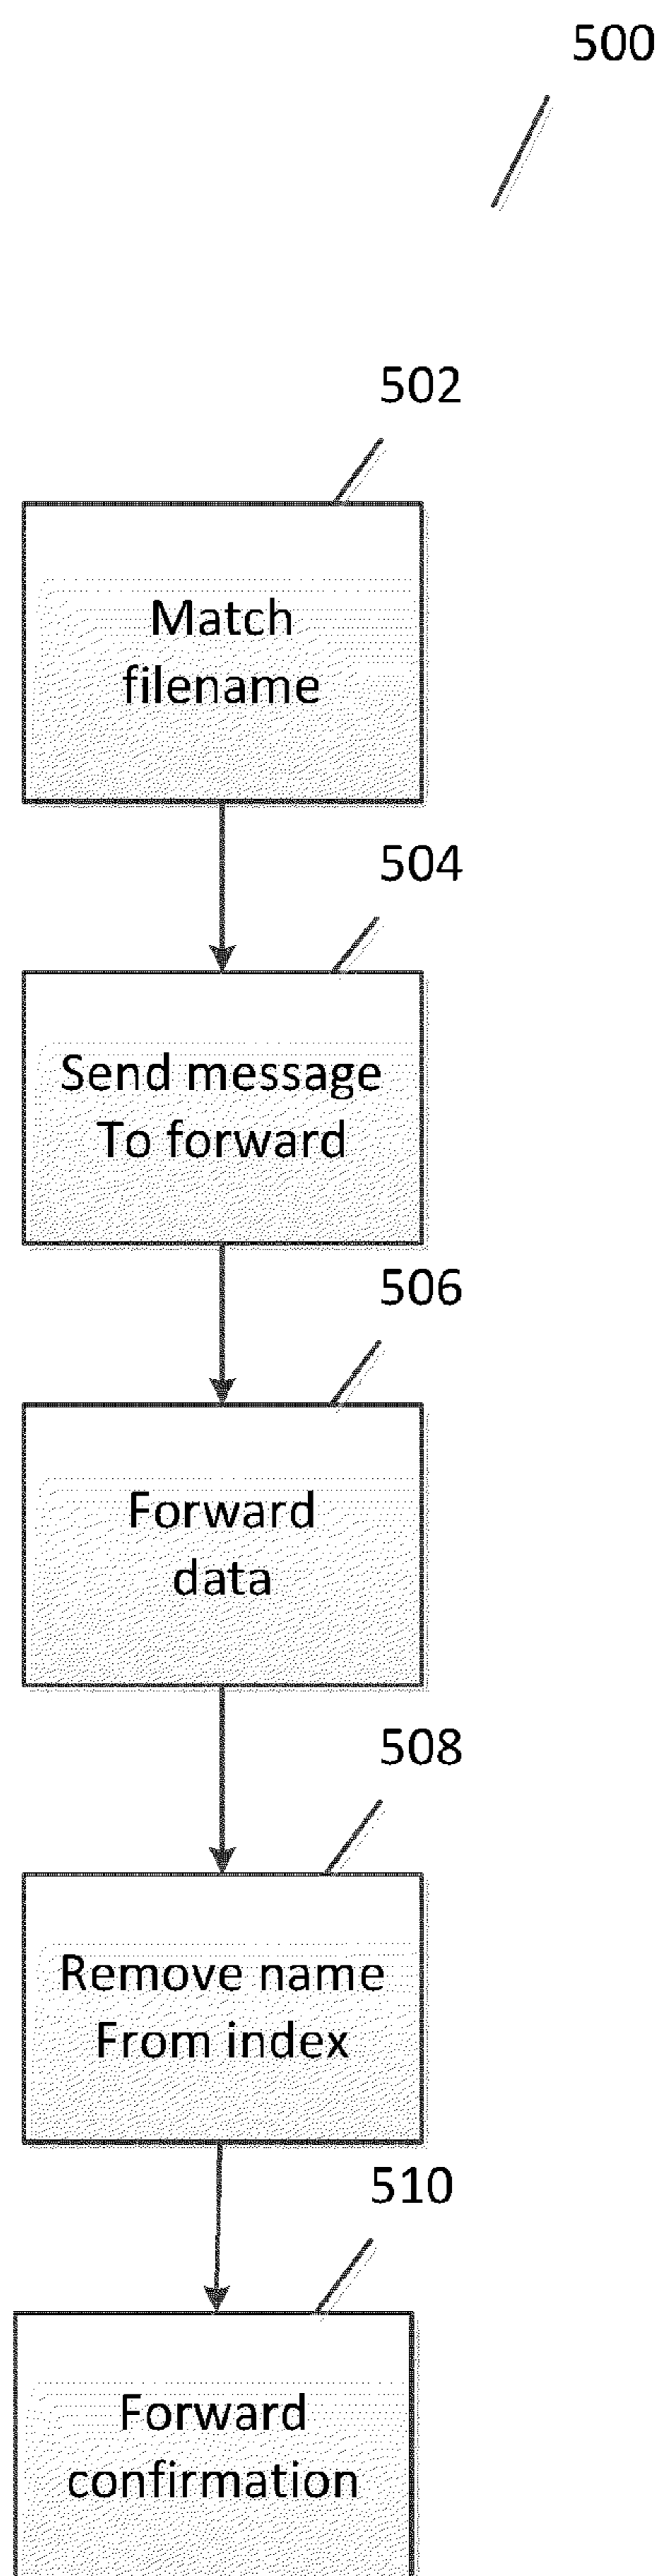 500
502
Match
filename
504
Send message
To forward
506
Forward
data
508
Remove name
From index
510
Forward
confirmation